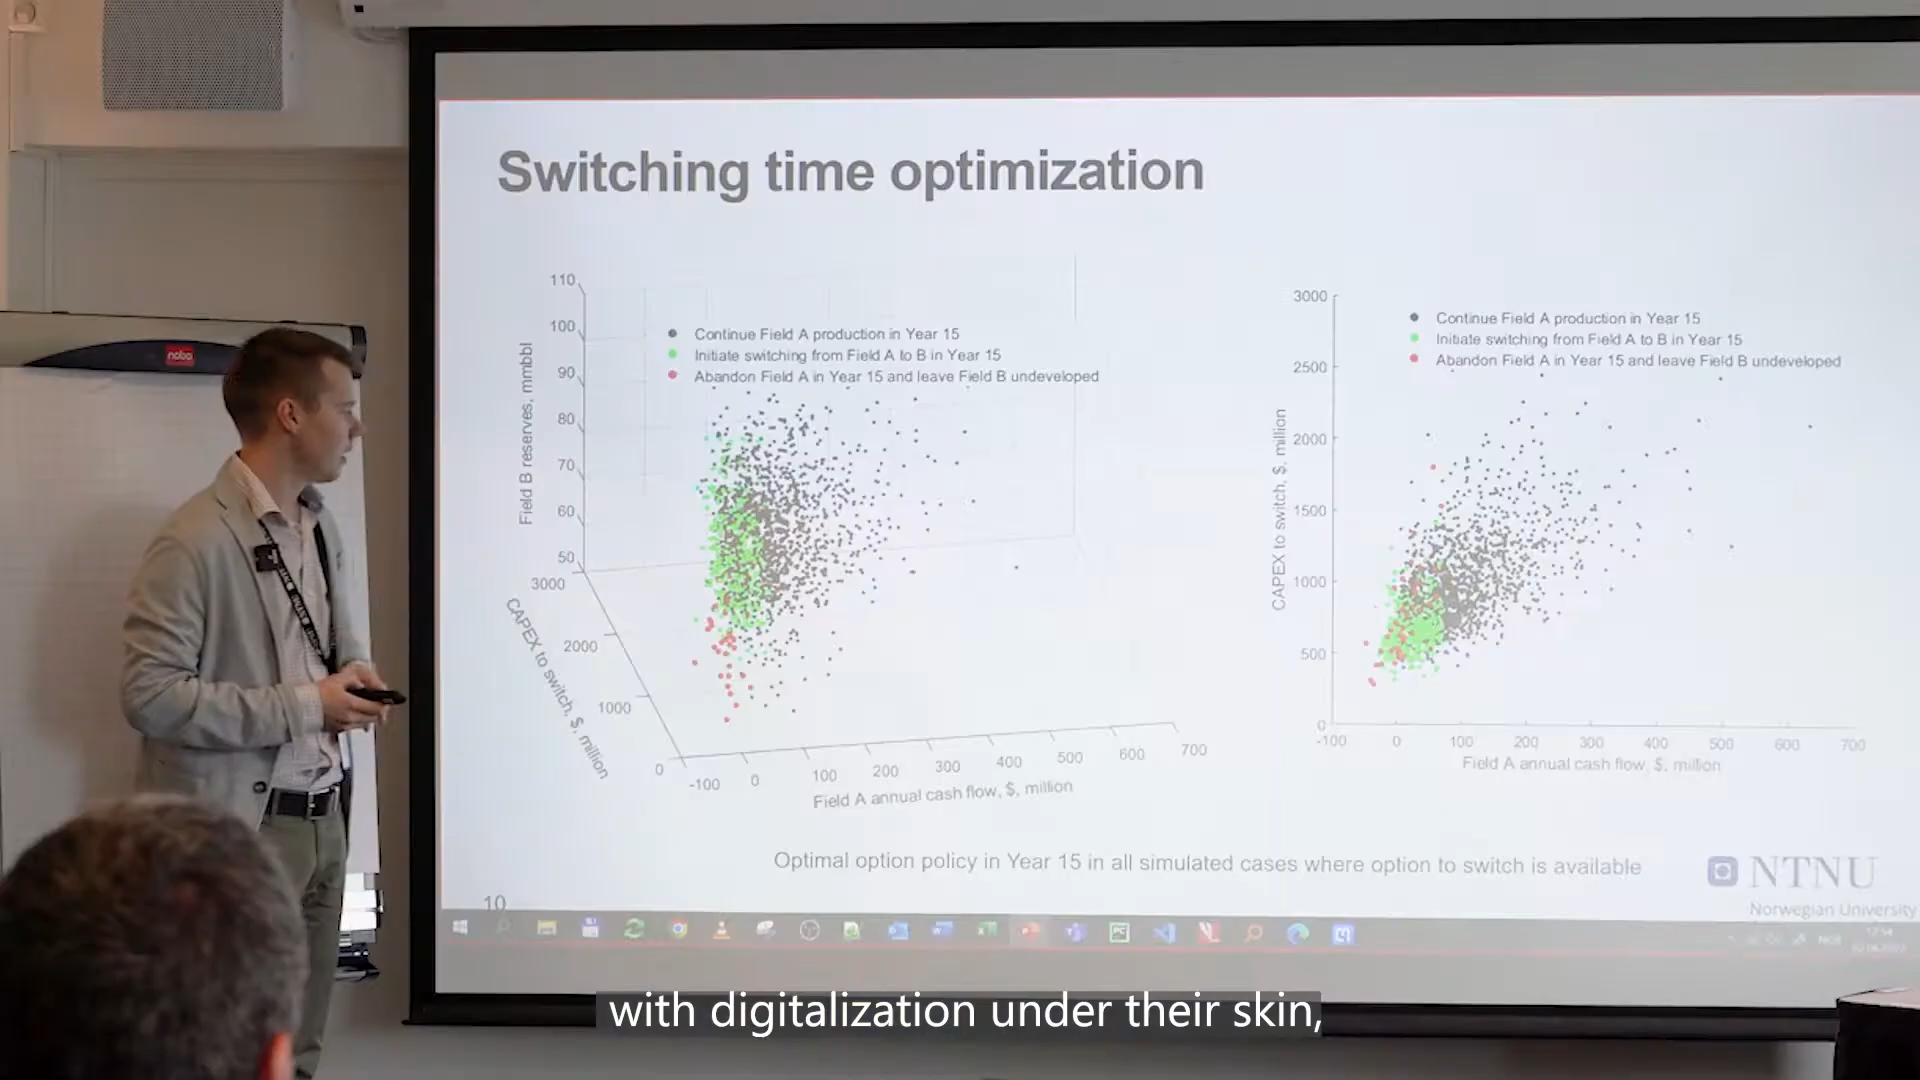 nobo
Switching time optimization
110
100
90
80
70
60
50
Field B reserves, mmbbl
Continue Field A production in Year 15
Initiate switching from Field A to B in Year 15
Abandon Field A in Year 15 and leave Field B undeveloped
3000
2000
1000
0
CAPEX to switch, $, million
-100
0
100
200
300
400
500
600
700
Field A annual cash flow, $, million
3000
2500
2000
1500
1000
500
0
CAPEX to switch, $, million
Continue Field A production in Year 15
Initiate switching from Field A to B in Year 15
Abandon Field A in Year 15 and leave Field B undeveloped
-100
0
100
200
300
400
500
600
700
Field A annual cash flow, $, million
Optimal option policy in Year 15 in all simulated cases where option to switch is available
NTNU
Norwegian University
10
with digitalization under their skin,